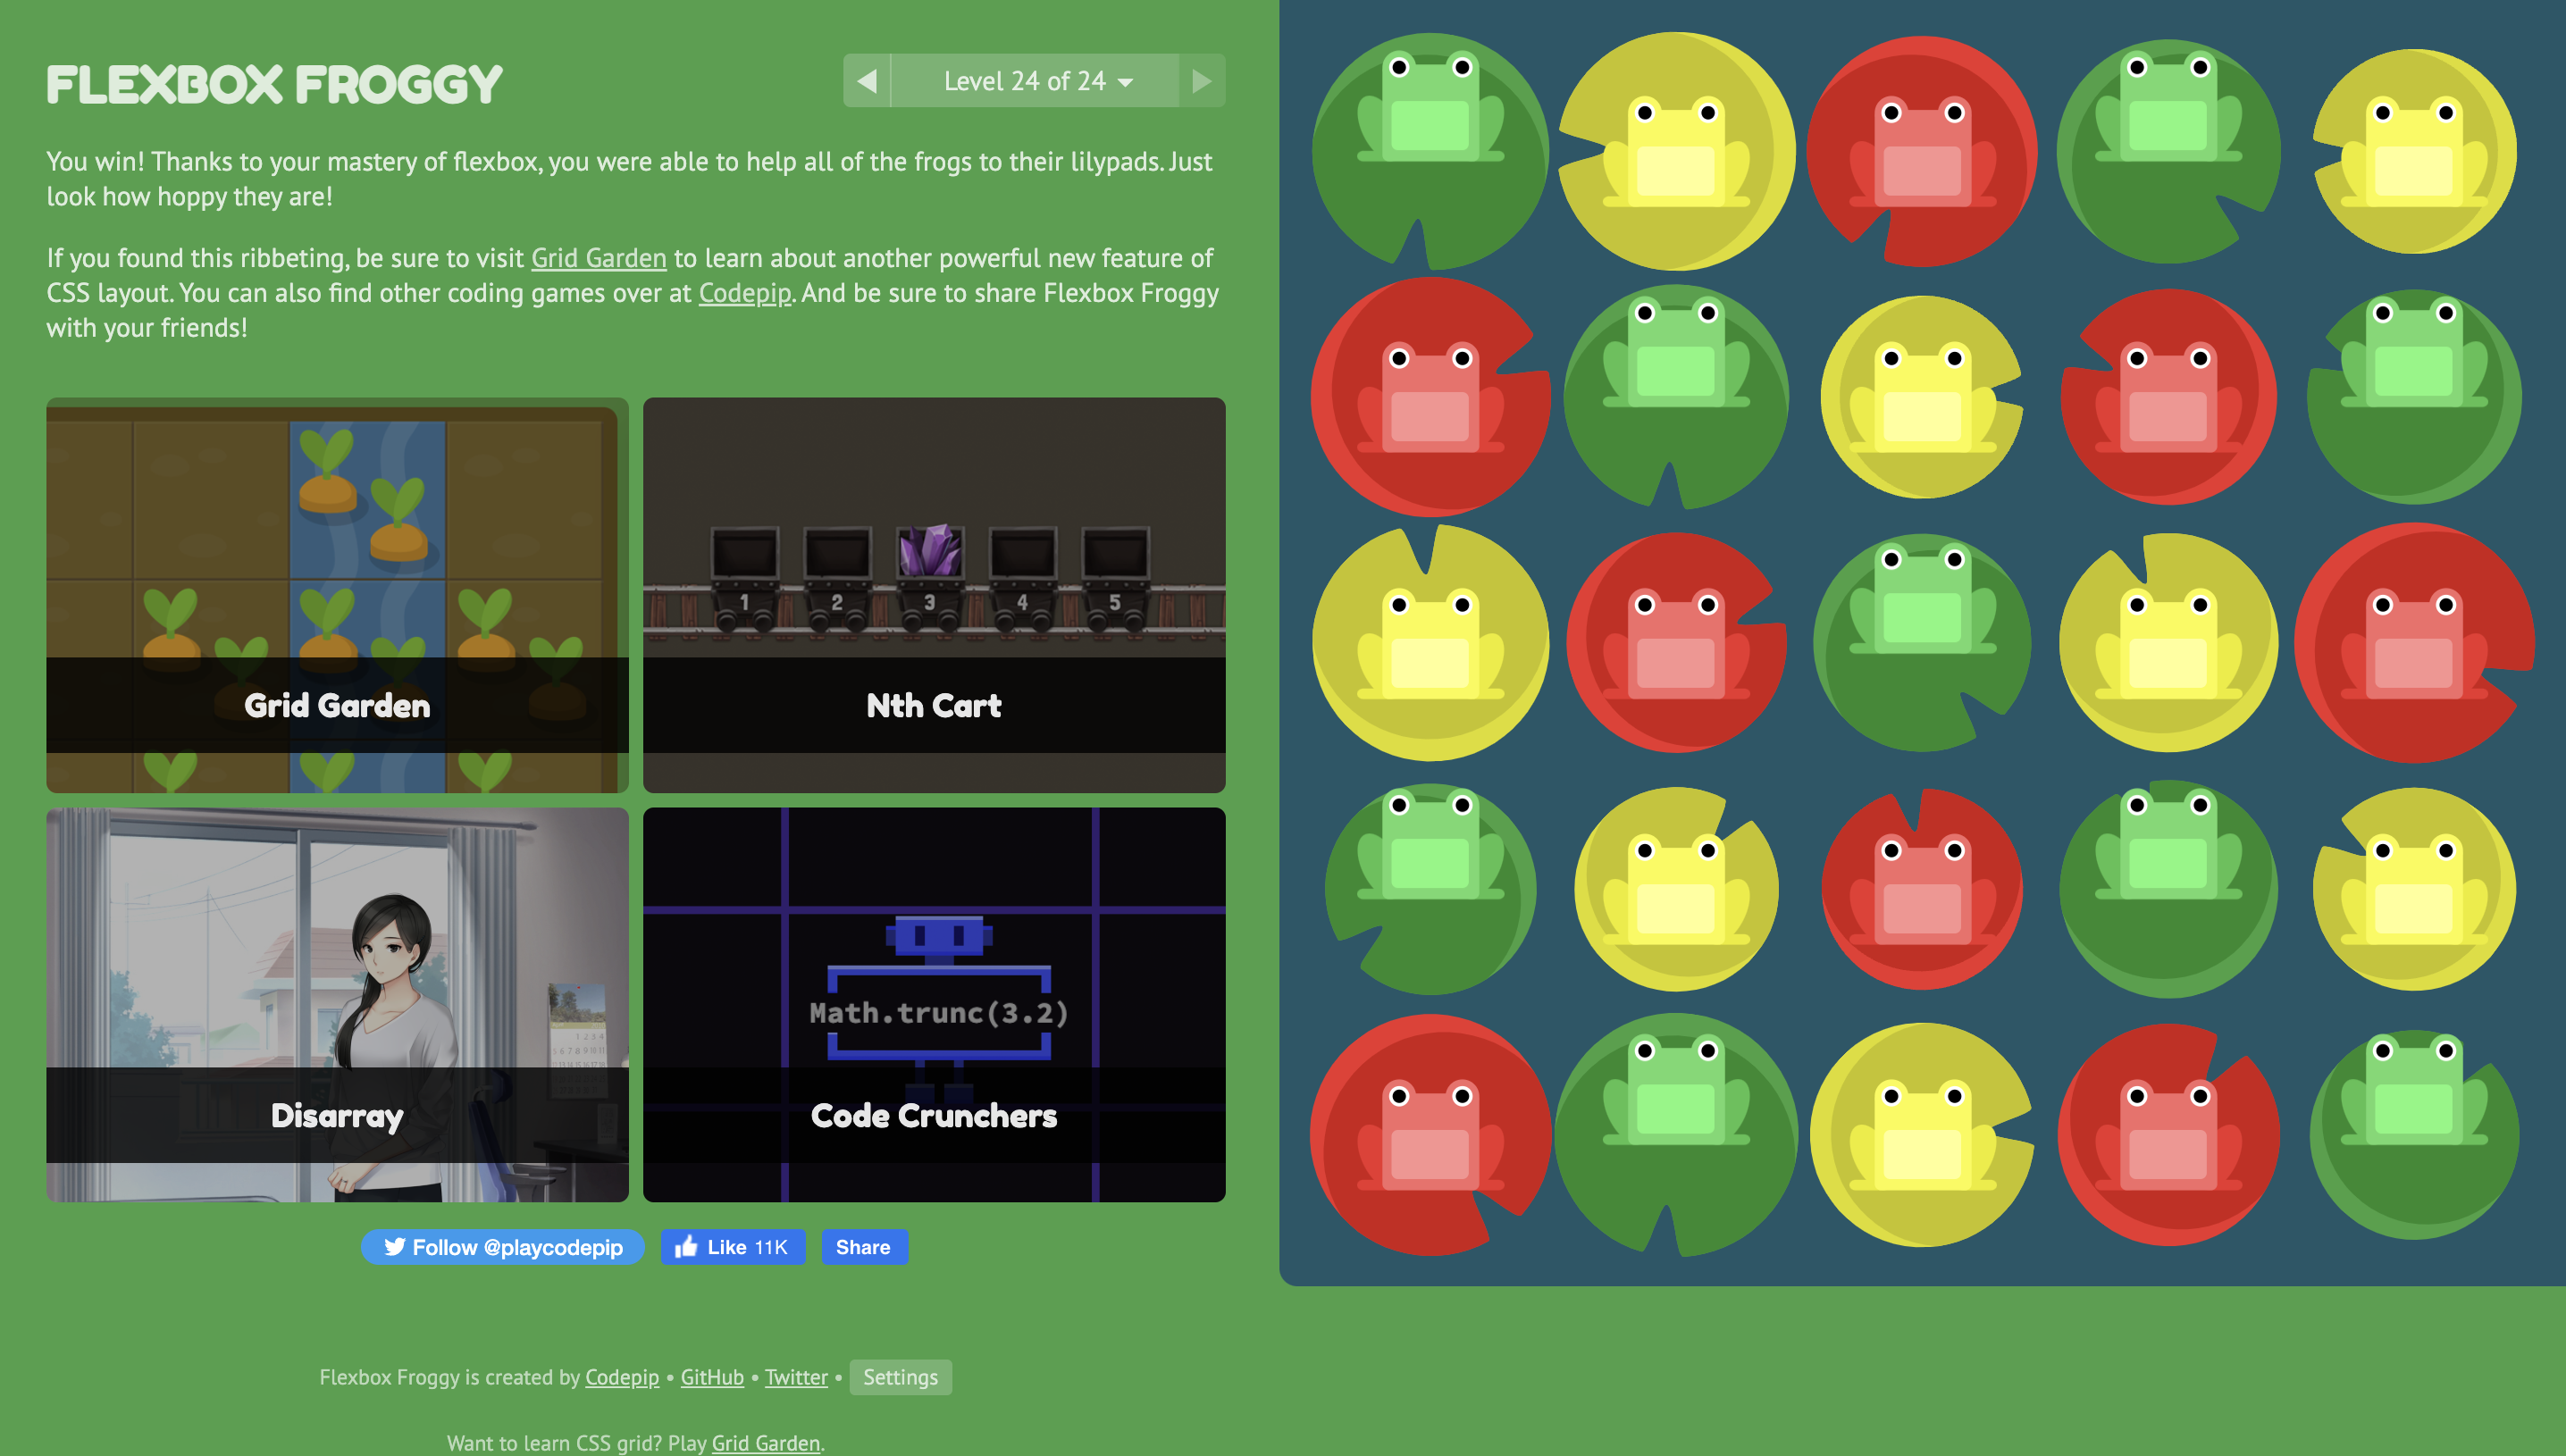 FLEXBOX FROGGY
Level 24 of 24
You win! Thanks to your mastery of flexbox, you were able to help all of the frogs to their lilypads. Just
look how hoppy they are!
If you found this ribbeting, be sure to visit Grid Garden to learn about another powerful new feature of
CSS layout. You can also find other coding games over at Codepip. And be sure to share Flexbox Froggy
with your friends!
1 2 3 4 5
Grid Garden
Nth Cart
Math.trunc(3.2)
Disarray
Code Crunchers
Follow @playcodepip
Like 11K
Share
Flexbox Froggy is created by Codepip • GitHub • Twitter • Settings
Want to learn CSS grid? Play Grid Garden.